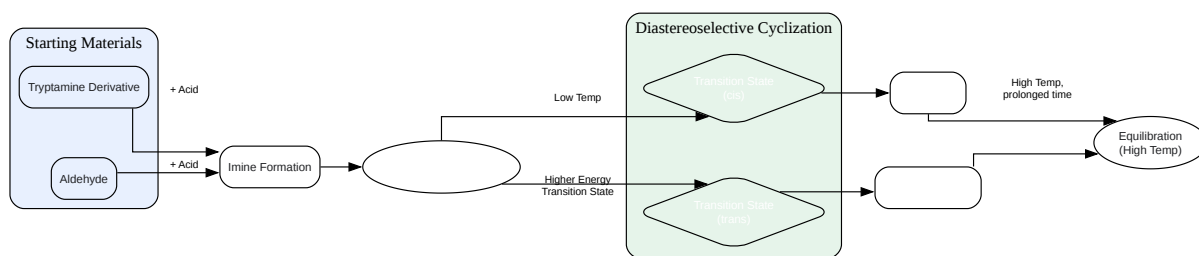 Starting Materials
Tryptamine Derivative
+ Acid
Aldehyde
+ Acid
Imine Formation
Low Temp
Higher Energy
Transition State
Diastereoselective Cyclization
Transition State
(cis)
Transition State
(trans)
High Temp,
prolonged time
Equilibration
(High Temp)